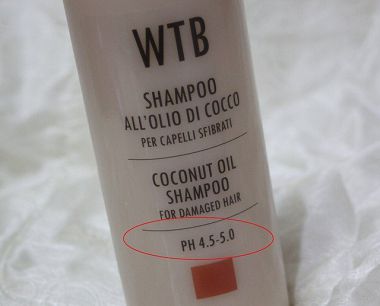 WTB
SHAMPOO
ALL'OLIO DI COCCO
PER CAPELLI SFIBRATI
COCONUT OIL
SHAMPOO
FOR DAMAGED HAIR
PH 4.5-5.0